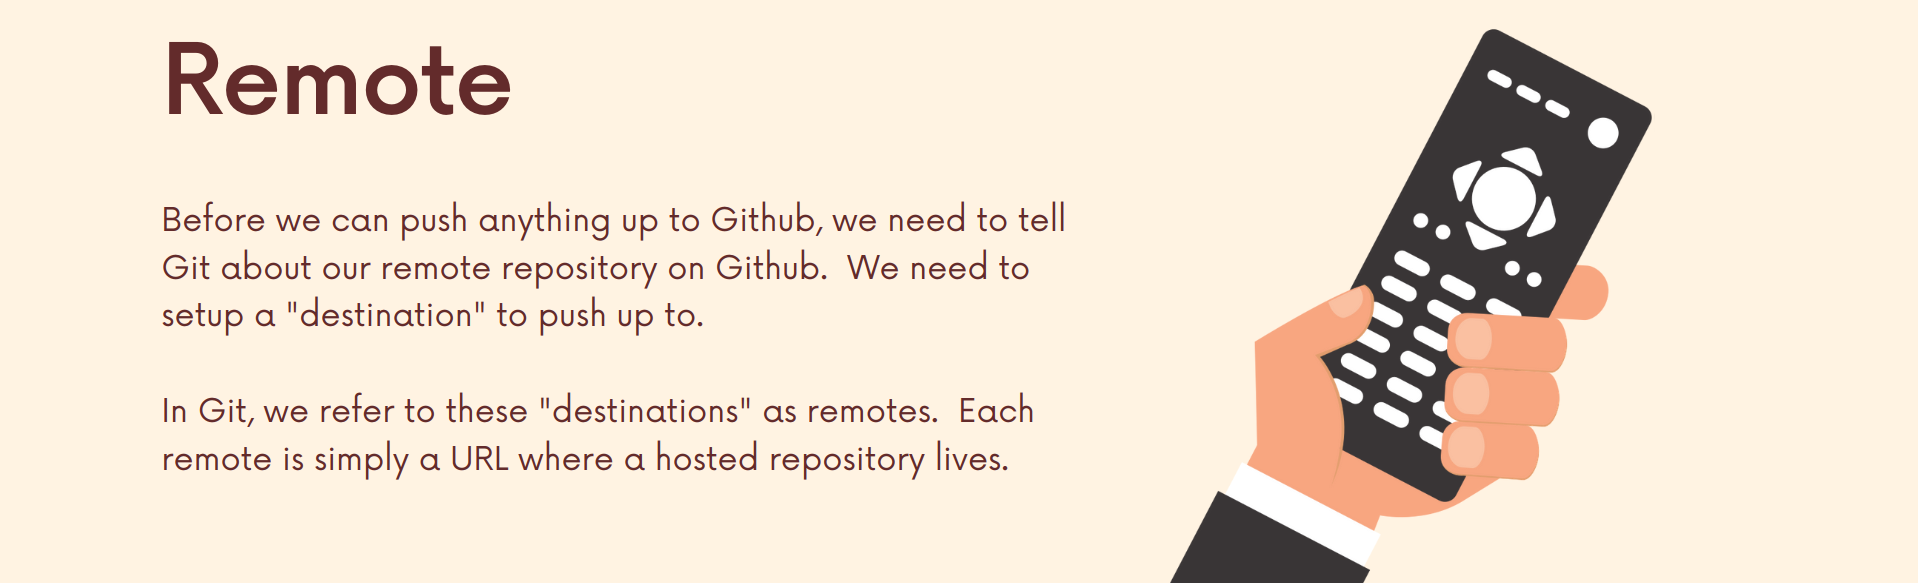 Remote
Before we can push anything up to Github, we need to tell
Git about our remote repository on Github.  We need to
setup a "destination" to push up to.
In Git, we refer to these "destinations" as remotes.  Each
remote is simply a URL where a hosted repository lives.